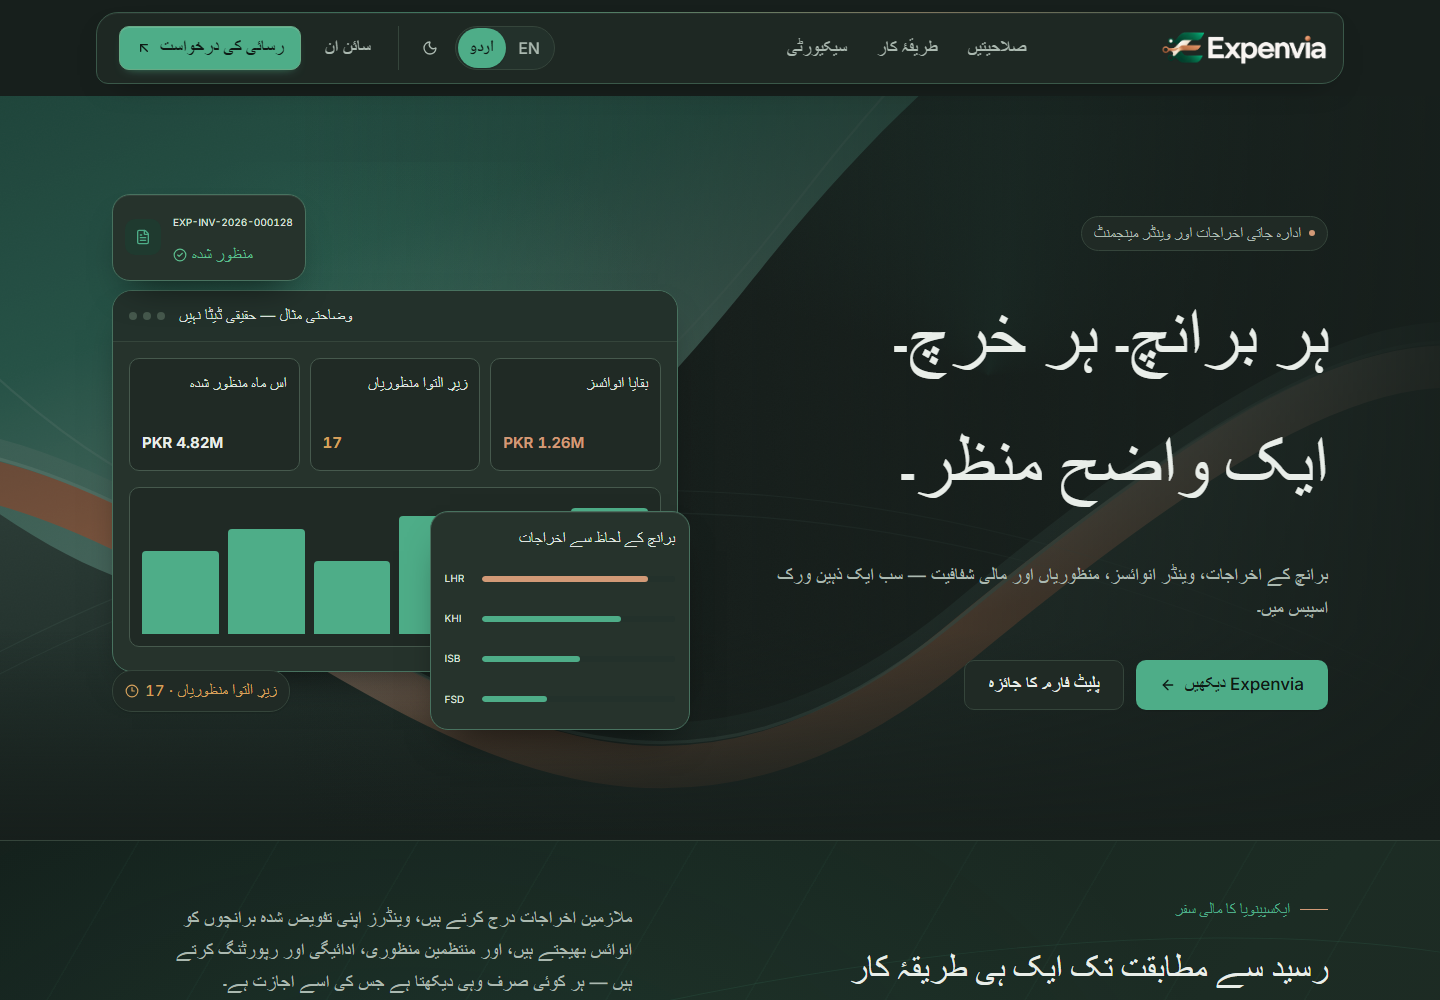 Expenvia
صلاحیتیں
طریقۂ کار
سیکیورٹی
اردو
EN
سائن ان
رسائی کی درخواست
ادارہ جاتی اخراجات اور وینڈر مینجمنٹ
ہر برانچ۔ ہر خرچ۔
ایک واضح منظر۔
برانچ کے اخراجات، وینڈر انوائسز، منظوریاں اور مالی شفافیت — سب ایک ذہین ورک
اسپیس میں۔
Expenvia دیکھیں
پلیٹ فارم کا جائزہ
EXP-INV-2026-000128
منظور شدہ
وضاحتی مثال — حقیقی ڈیٹا نہیں
بقایا انوائسز
PKR 1.26M
زیرِ التوا منظوریاں
17
اس ماہ منظور شدہ
PKR 4.82M
برانچ کے لحاظ سے اخراجات
LHR
KHI
ISB
FSD
زیرِ التوا منظوریاں · 17
ایکسپینویا کا مالی سفر
رسید سے مطابقت تک ایک ہی طریقۂ کار
ملازمین اخراجات درج کرتے ہیں، وینڈرز اپنی تفویض شدہ برانچوں کو
انوائس بھیجتے ہیں، اور منتظمین منظوری، ادائیگی اور رپورٹنگ کرتے
ہیں — ہر کوئی صرف وہی دیکھتا ہے جس کی اسے اجازت ہے۔